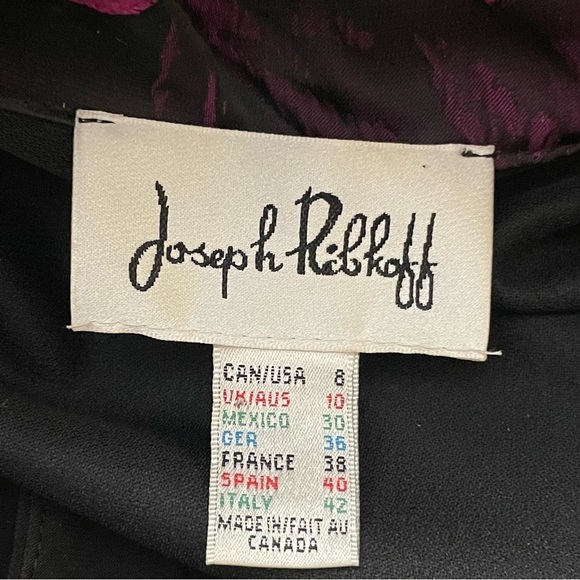 Joseph Ribkoff
CAN/USA 8
UK/AUS 10
MEXICO 30
GER 36
FRANCE 38
SPAIN 40
ITALY 42
MADE IN/FAIT AU
CANADA